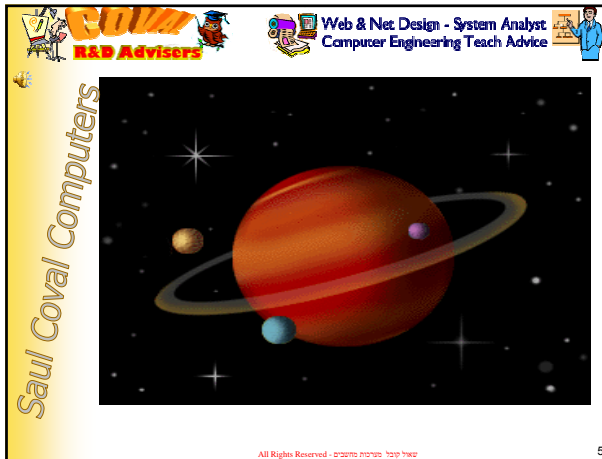 COVAL
R&D Advisers
Web & Net Design - System Analyst
Computer Engineering Teach Advice
Saul Coval Computers
All Rights Reserved - שאול קובל מערכות מחשבים
5